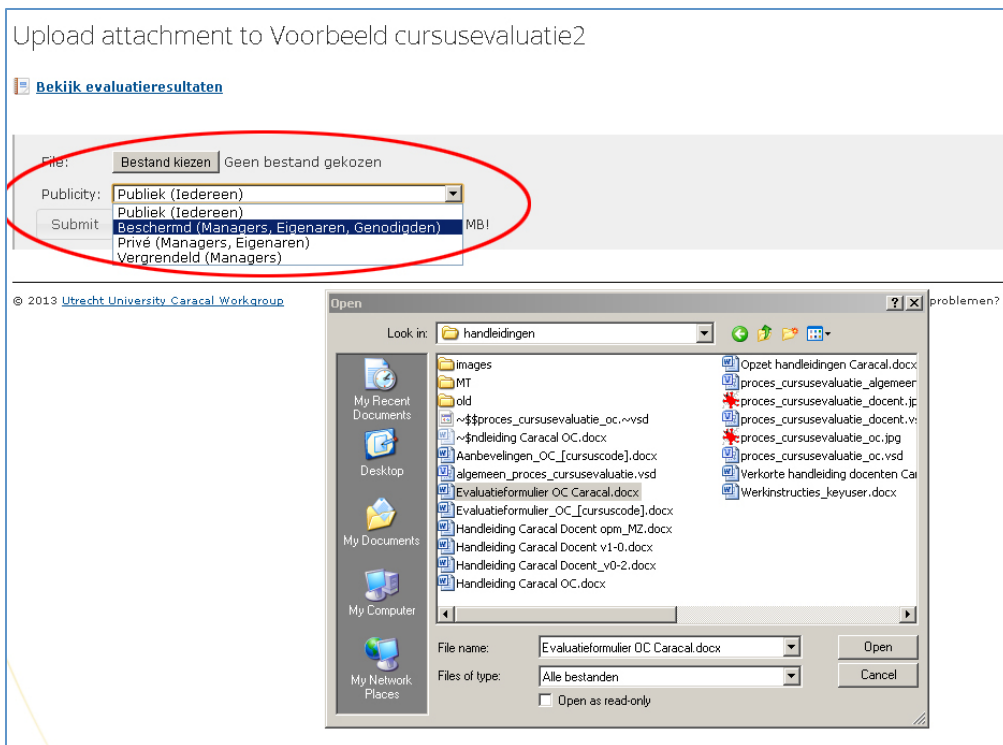 Upload attachment to Voorbeeld cursusevaluatie2
Bekijk evaluatieresultaten
File: Bestand kiezen Geen bestand gekozen
Publicity: Publiek (Iedereen)
Publiek (Iedereen)
Submit Beschermd (Managers, Eigenaren, Genodigden) MB!
Privé (Managers, Eigenaren)
Vergrendeld (Managers)
© 2013 Utrecht University Caracal Workgroup problemen?
Open
Look in: handleidingen
My Recent Documents
Desktop
My Documents
My Computer
My Network Places
images
MT
old
~$$proces_cursusevaluatie_oc.~vsd
~$ndleiding Caracal OC.docx
Aanbevelingen_OC_[cursuscode].docx
algemeen_proces_cursusevaluatie.vsd
Evaluatieformulier OC Caracal.docx
Evaluatieformulier_OC_[cursuscode].docx
Handleiding Caracal Docent opm_MZ.docx
Handleiding Caracal Docent v1-0.docx
Handleiding Caracal Docent_v0-2.docx
Handleiding Caracal OC.docx
Opzet handleidingen Caracal.docx
proces_cursusevaluatie_algemeen
proces_cursusevaluatie_docent.jp
proces_cursusevaluatie_docent.v
proces_cursusevaluatie_oc.jpg
proces_cursusevaluatie_oc.vsd
Verkorte handleiding docenten Ca
Werkinstructies_keyuser.docx
File name: Evaluatieformulier OC Caracal.docx Open
Files of type: Alle bestanden Cancel
Open as read-only